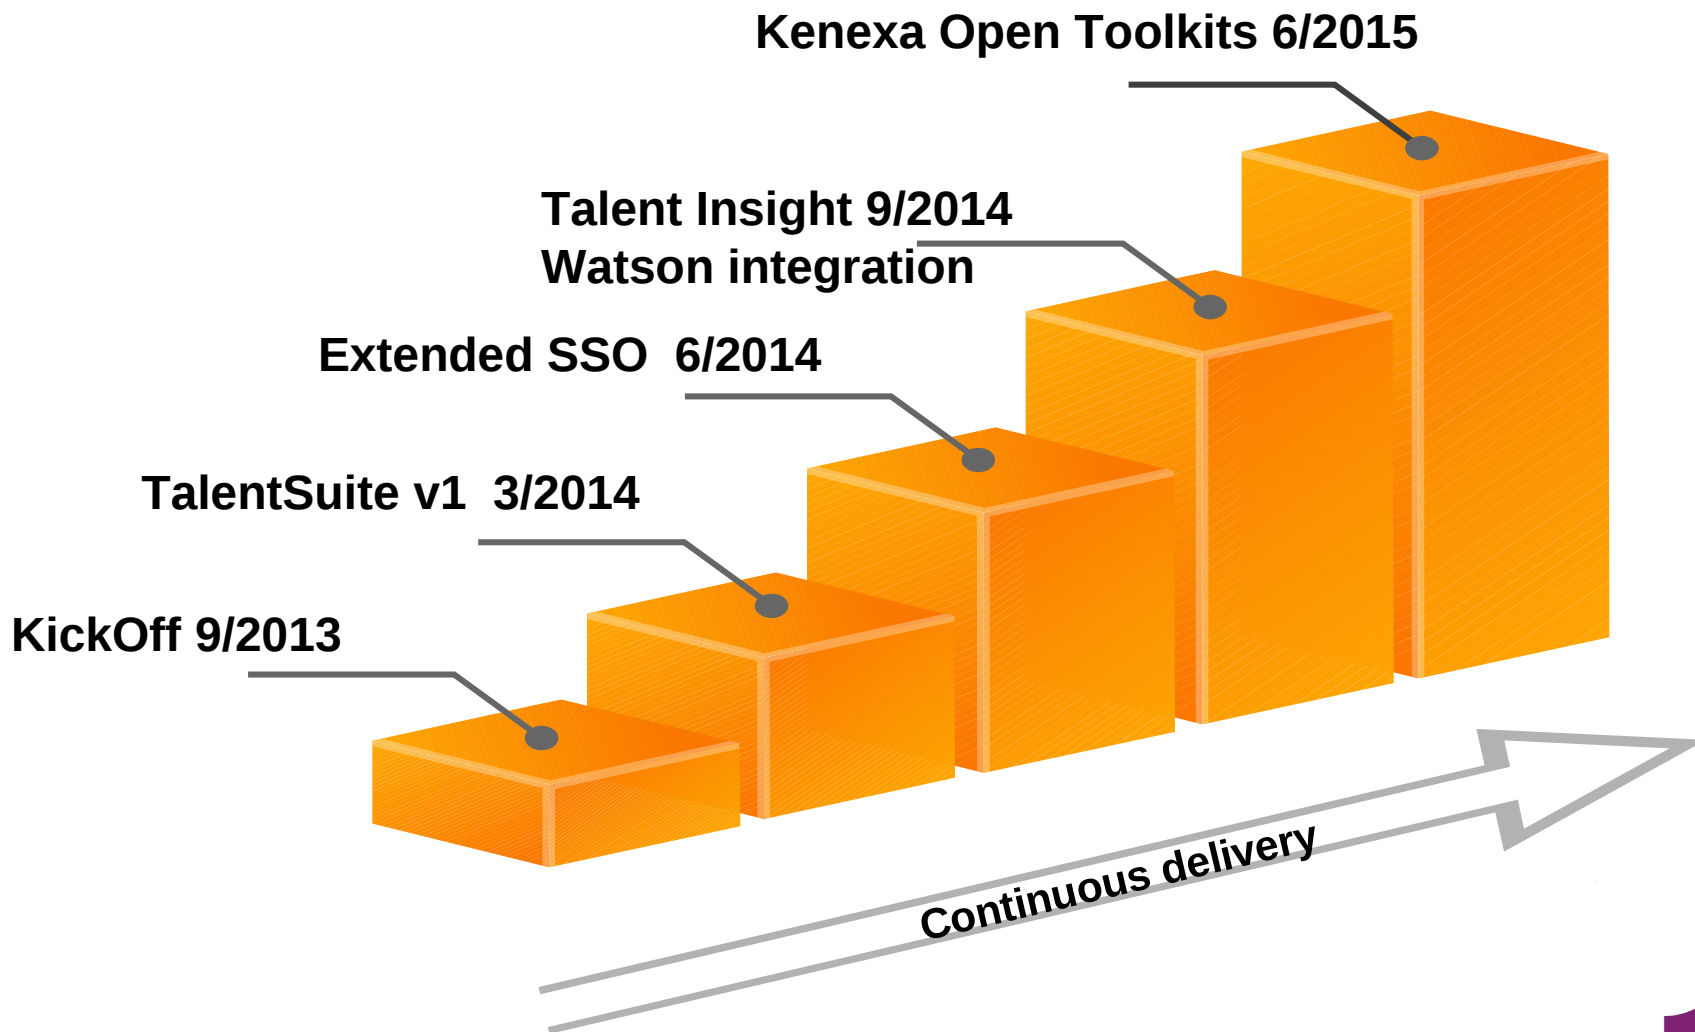 Kenexa Open Toolkits 6/2015
Talent Insight 9/2014
Watson integration
Extended SSO  6/2014
TalentSuite v1  3/2014
KickOff 9/2013
Continuous delivery